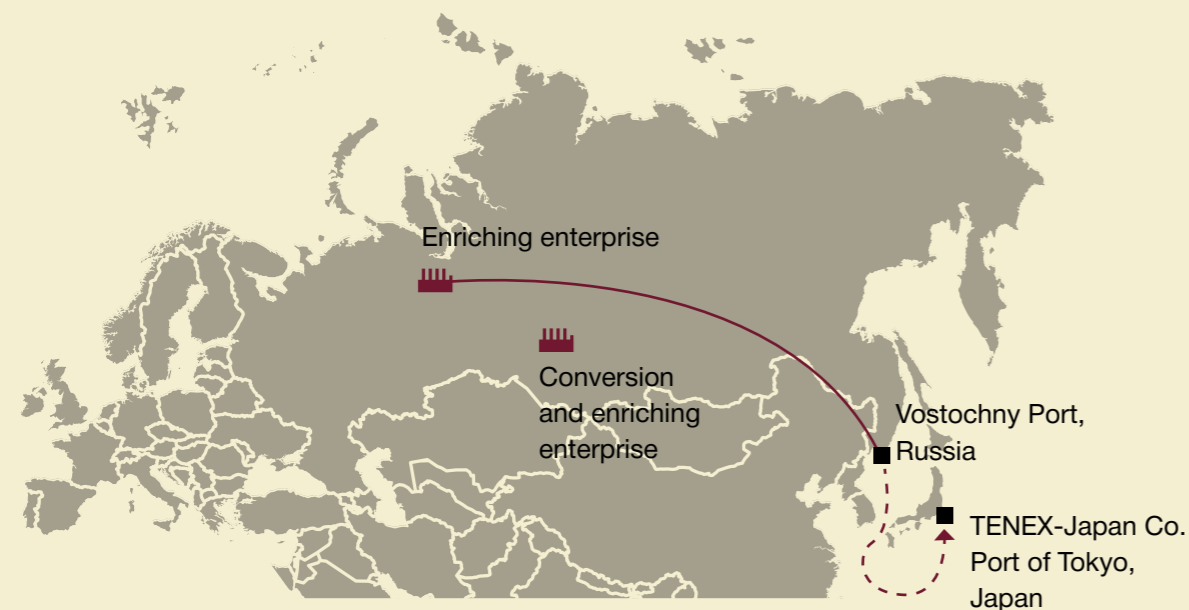 Enriching enterprise
Conversion
and enriching
enterprise
Vostochny Port,
Russia
TENEX-Japan Co.
Port of Tokyo,
Japan